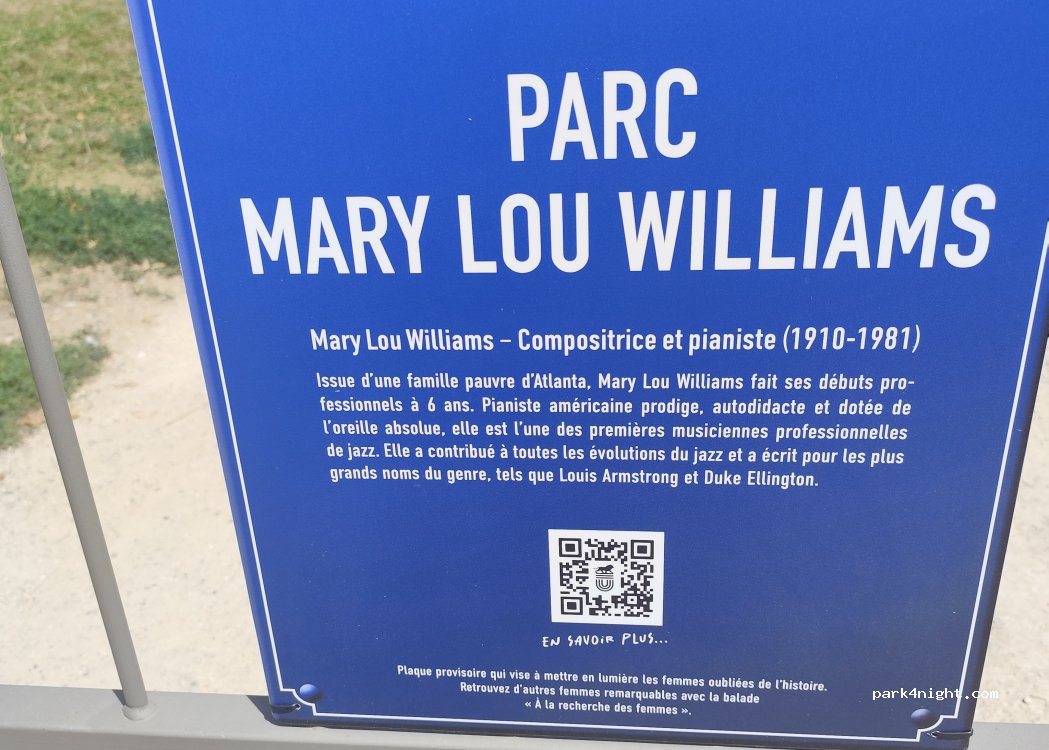 PARC
MARY LOU WILLIAMS
Mary Lou Williams – Compositrice et pianiste (1910-1981)
Issue d'une famille pauvre d'Atlanta, Mary Lou Williams fait ses débuts pro-
fessionnels à 6 ans. Pianiste américaine prodige, autodidacte et dotée de
l'oreille absolue, elle est l'une des premières musiciennes professionnelles
de jazz. Elle a contribué à toutes les évolutions du jazz et a écrit pour les plus
grands noms du genre, tels que Louis Armstrong et Duke Ellington.
EN SAVOIR PLUS...
Plaque provisoire qui vise à mettre en lumière les femmes oubliées de l'histoire.
Retrouvez d'autres femmes remarquables avec la balade
« À la recherche des femmes ».
park4night.com